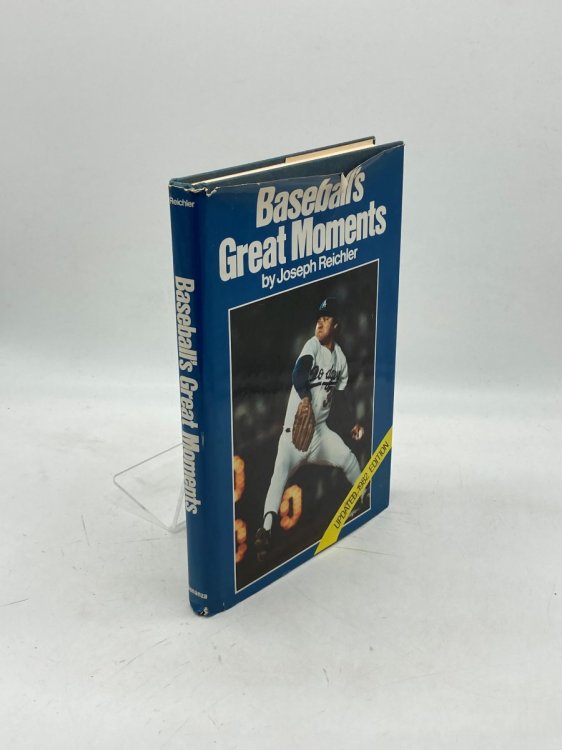 Reichler
Baseball's Great Moments
Baseball's
Great Moments
by Joseph Reichler
UPDATED 1982 EDITION